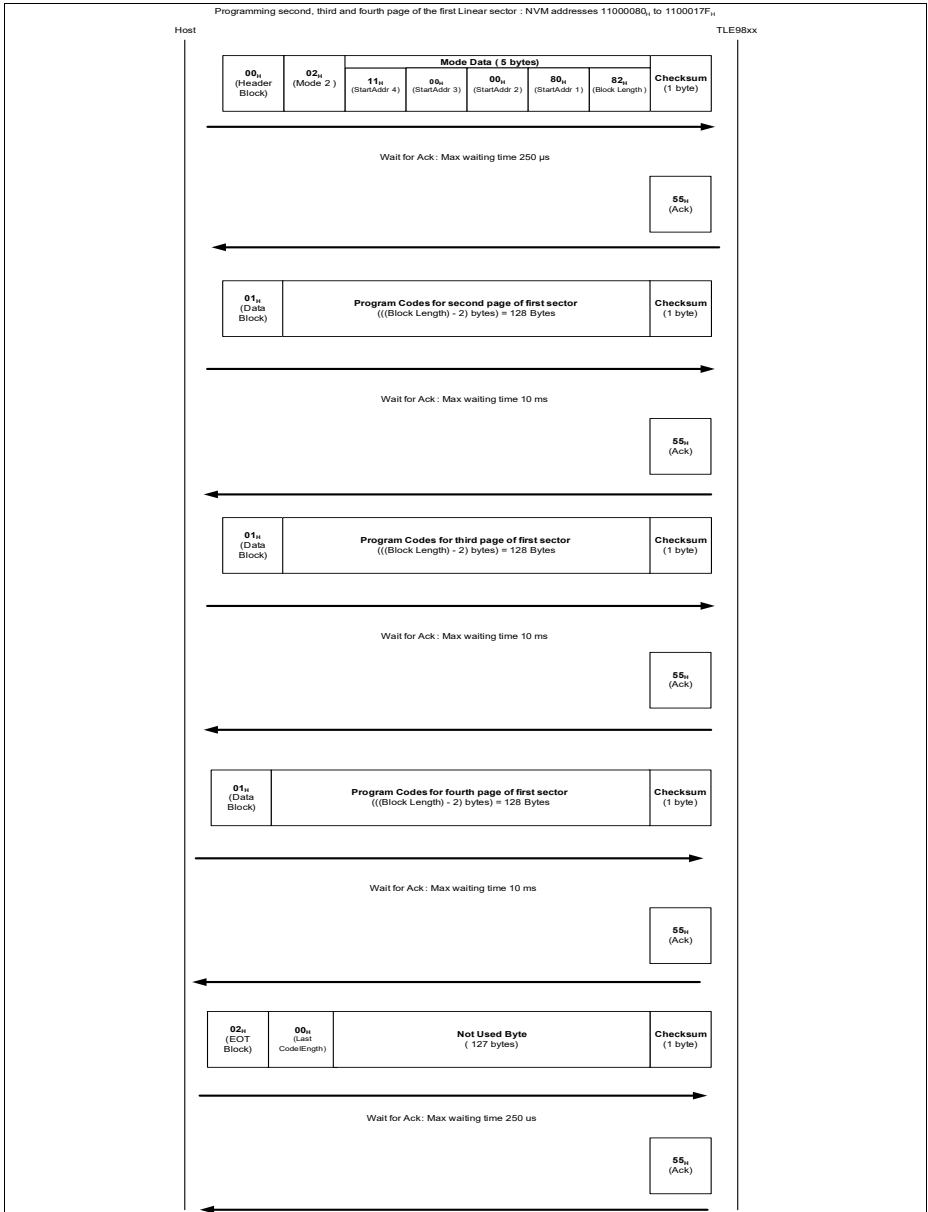 Programming second, third and fourth page of the first Linear sector : NVM addresses 11000080H to 1100017FH
Host
TLE98xx
00H
(Header
Block)
02H
(Mode 2 )
Mode Data ( 5 bytes)
11H
(StartAddr 4)
00H
(StartAddr 3)
00H
(StartAddr 2)
80H
(StartAddr 1)
82H
(Block Length)
Checksum
(1 byte)
Wait for Ack : Max waiting time 250 µs
55H
(Ack)
01H
(Data
Block)
Program Codes for second page of first sector
(((Block Length) - 2) bytes) = 128 Bytes
Checksum
(1 byte)
Wait for Ack : Max waiting time 10 ms
55H
(Ack)
01H
(Data
Block)
Program Codes for third page of first sector
(((Block Length) - 2) bytes) = 128 Bytes
Checksum
(1 byte)
Wait for Ack : Max waiting time 10 ms
55H
(Ack)
01H
(Data
Block)
Program Codes for fourth page of first sector
(((Block Length) - 2) bytes) = 128 Bytes
Checksum
(1 byte)
Wait for Ack : Max waiting time 10 ms
55H
(Ack)
02H
(EOT
Block)
00H
(Last
CodelEngth)
Not Used Byte
( 127 bytes)
Checksum
(1 byte)
Wait for Ack : Max waiting time 250 us
55H
(Ack)